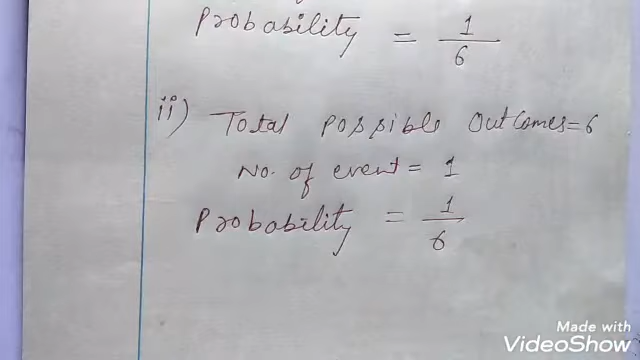 Probability = 1/6
ii) Total possible outcomes=6
No. of event = 1
Probability = 1/6
Made with
VideoShow